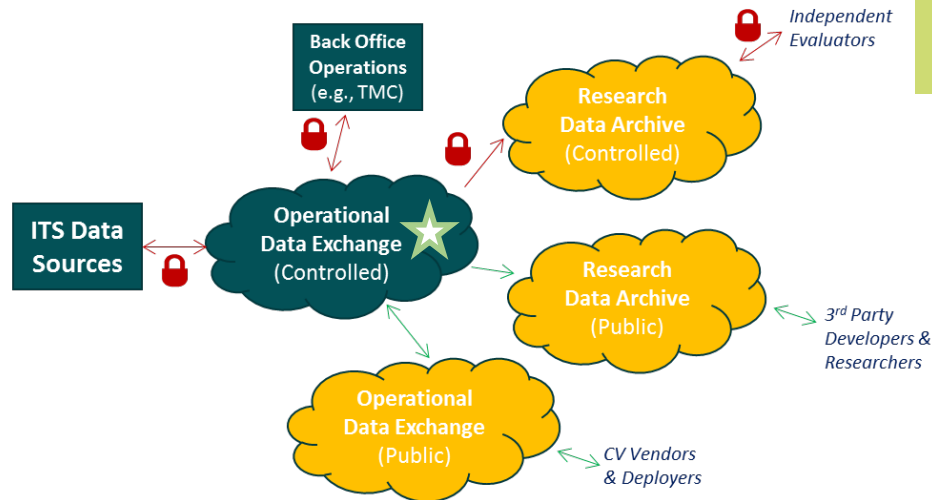 Back Office
Operations
(e.g., TMC)
Independent
Evaluators
Research
Data Archive
(Controlled)
ITS Data
Sources
Operational
Data Exchange
(Controlled)
Research
Data Archive
(Public)
3rd Party
Developers &
Researchers
Operational
Data Exchange
(Public)
CV Vendors
& Deployers